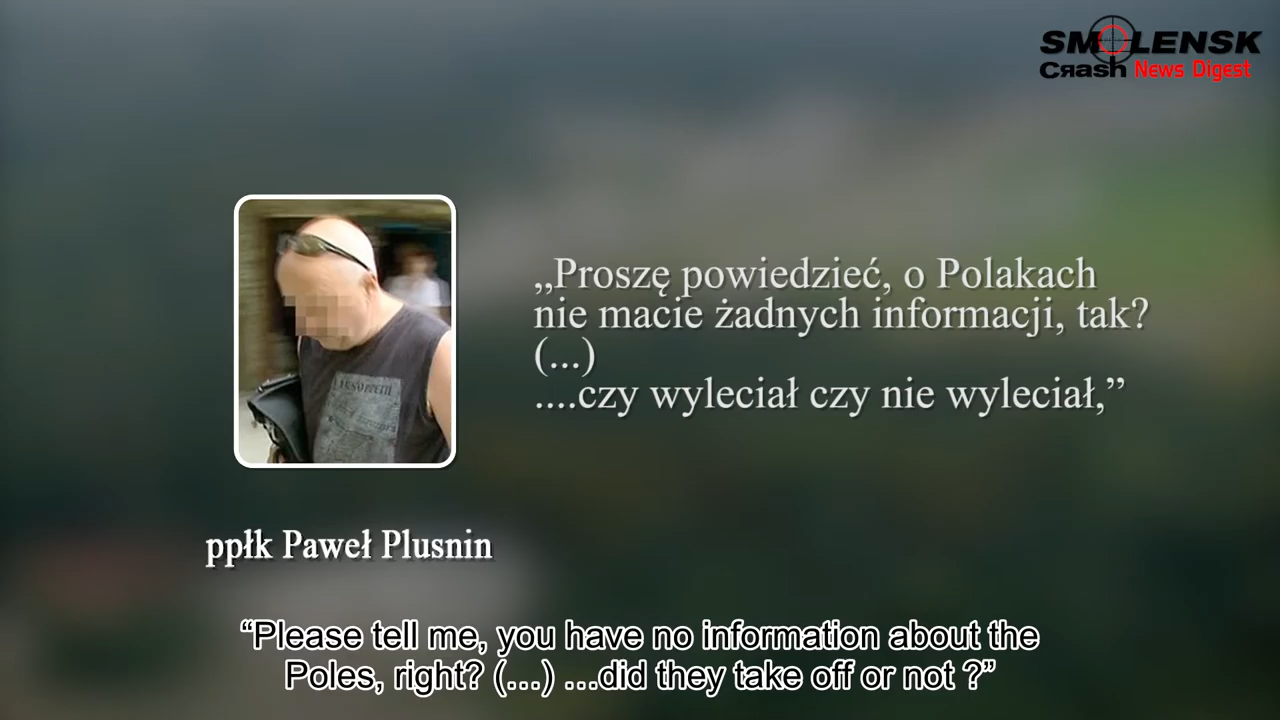 SMOLENSK
Crash News Digest
„Proszę powiedzieć, o Polakach
nie macie żadnych informacji, tak?
(...)
....czy wyleciał czy nie wyleciał,”
ppłk Paweł Plusnin
“Please tell me, you have no information about the
Poles, right? (...) ...did they take off or not ?”